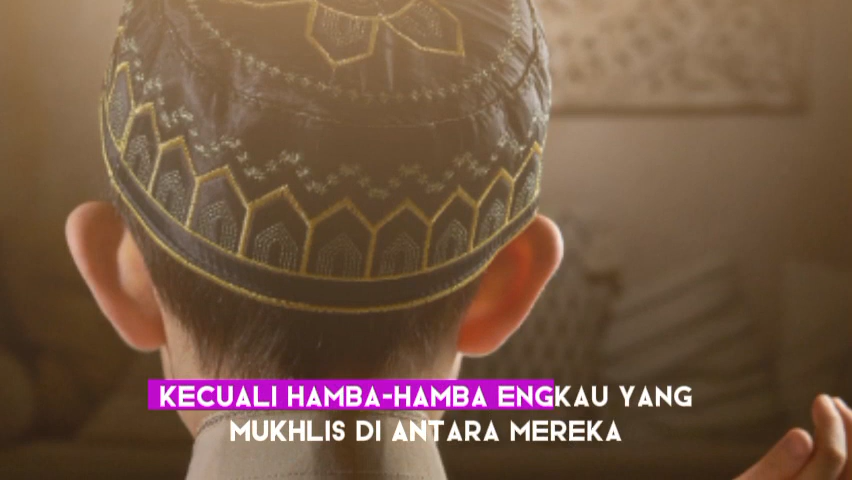 KECUALI HAMBA-HAMBA ENGKAU YANG
MUKHLIS DI ANTARA MEREKA